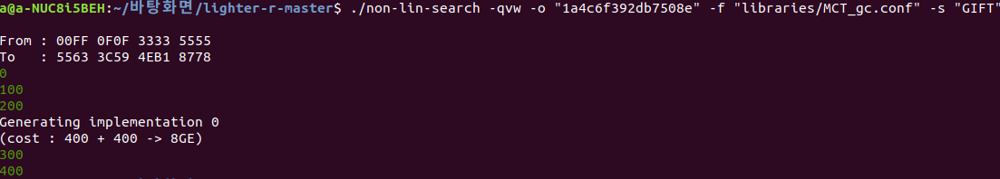 a@a-NUC8i5BEH:~/바탕화면/lighter-r-master$ ./non-lin-search -qvw -o "1a4c6f392db7508e" -f "libraries/MCT_gc.conf" -s "GIFT"
From : 00FF 0F0F 3333 5555
To   : 5563 3C59 4EB1 8778
0
100
200
Generating implementation 0
(cost : 400 + 400 -> 8GE)
300
400